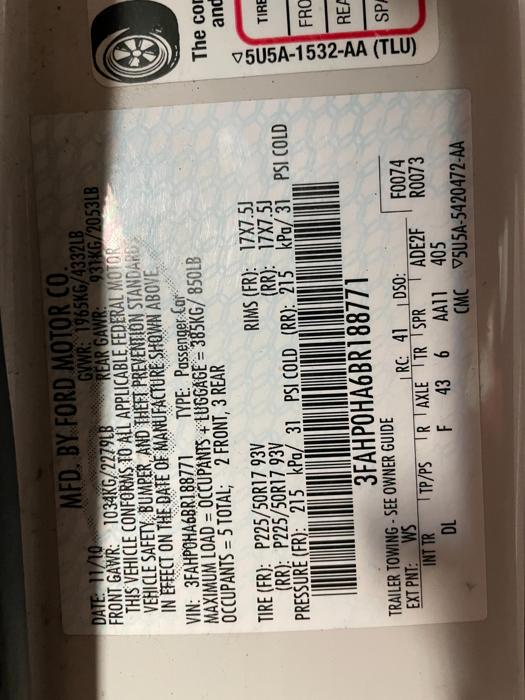 The co
and
TIRE
FRO
REA
SPA
▽5U5A-1532-AA (TLU)
MFD. BY FORD MOTOR CO.
DATE: 11/10 GVWR: 1965KG/4332LB
FRONT GAWR: 1034KG/2279LB REAR GAWR: 931KG/2053LB
THIS VEHICLE CONFORMS TO ALL APPLICABLE FEDERAL MOTOR
VEHICLE SAFETY, BUMPER, AND THEFT PREVENTION STANDARDS
IN EFFECT ON THE DATE OF MANUFACTURE SHOWN ABOVE.
VIN: 3FAHP0HA6BR188771 TYPE: Passenger Car
MAXIMUM LOAD = OCCUPANTS + LUGGAGE = 385KG/ 850LB
OCCUPANTS = 5 TOTAL; 2 FRONT, 3 REAR
TIRE (FR): P225/50R17 93V RIMS (FR): 17X7.5J
(RR): P225/50R17 93V (RR): 17X7.5J
PRESSURE (FR): 215 kPa/ 31 PSI COLD (RR): 215 kPa/ 31 PSI COLD
3FAHP0HA6BR188771
TRAILER TOWING - SEE OWNER GUIDE
EXT PNT: WS RC: 41 DSO: F0074
R0073
INT TR TP/PS R AXLE TR SPR ADE2F
DL F 43 6 AA11 405
CMC ▽5U5A-5420472-AA